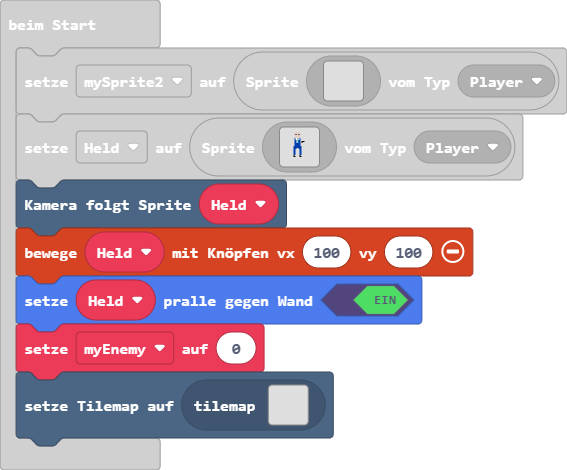 beim Start
setze mySprite2 auf Sprite vom Typ Player
setze Held auf Sprite vom Typ Player
Kamera folgt Sprite Held
bewege Held mit Knöpfen vx 100 vy 100
setze Held pralle gegen Wand EIN
setze myEnemy auf 0
setze Tilemap auf tilemap